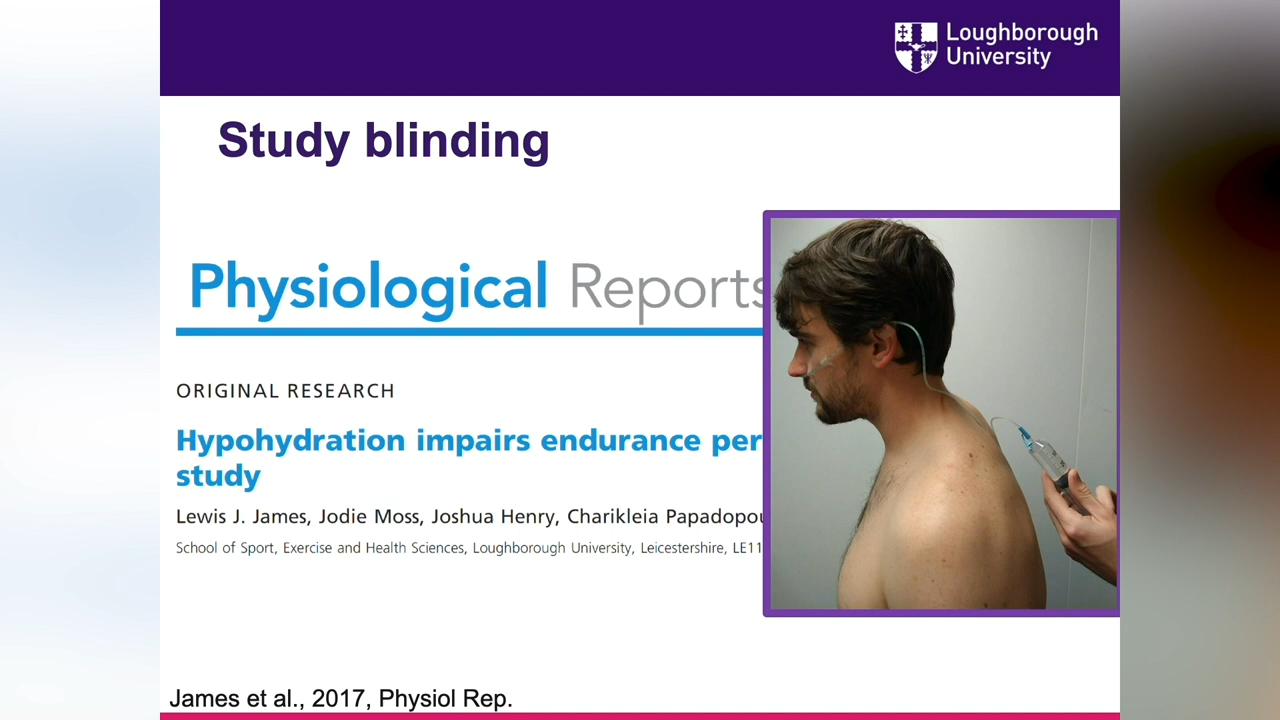 Loughborough
University
Study blinding
Physiological Reports
ORIGINAL RESEARCH
Hypohydration impairs endurance per
study
Lewis J. James, Jodie Moss, Joshua Henry, Charikleia Papadopou
School of Sport, Exercise and Health Sciences, Loughborough University, Leicestershire, LE11
James et al., 2017, Physiol Rep.